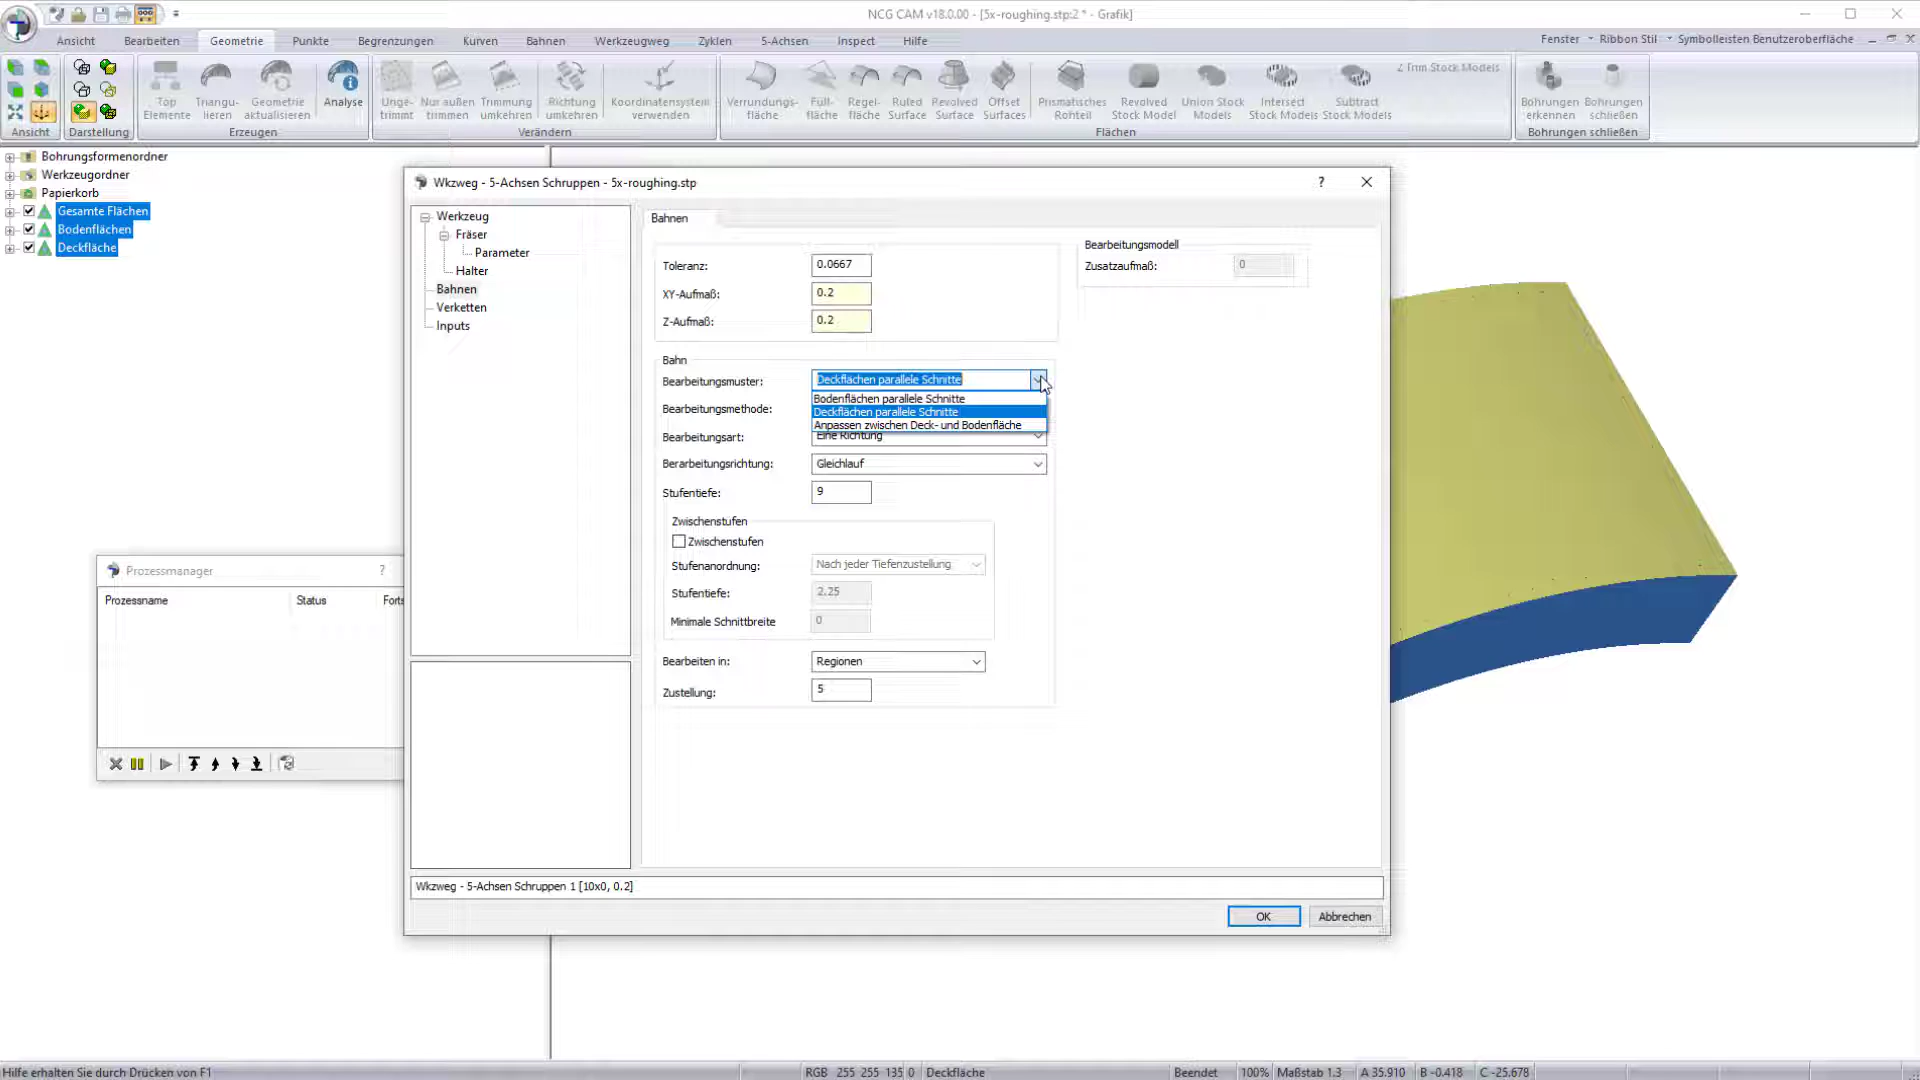 NCG CAM v18.0.00 - [5x-roughing.stp:2 * - Grafik]
Ansicht Bearbeiten Geometrie Punkte Begrenzungen Kurven Bahnen Werkzeugweg Zyklen 5-Achsen Inspect Hilfe
Fenster Ribbon Stil Symbolleisten Benutzeroberfläche
Top Elemente
Triangu-lieren
Geometrie aktualisieren
Analyse
Unge-trimmt
Nur außen trimmen
Trimmung umkehren
Richtung umkehren
Koordinatensystem verwenden
Verrundungs-fläche
Füll-fläche
Regel-fläche
Ruled Surface
Revolved Surface
Offset Surfaces
Prismatisches Rohteil
Revolved Stock Model
Union Stock Models
Intersect Stock Models
Subtract Stock Models
Z Trim Stock Models
Bohrungen erkennen
Bohrungen schließen
Ansicht Darstellung Erzeugen Verändern Flächen Bohrungen schließen
Bohrungsformenordner
Werkzeugordner
Papierkorb
Gesamte Flächen
Bodenflächen
Deckfläche
Prozessmanager ?
Prozessname Status Forts
Wkzweg - 5-Achsen Schruppen - 5x-roughing.stp ?
Werkzeug
Fräser
Parameter
Halter
Bahnen
Verketten
Inputs
Bahnen
Toleranz: 0.0667
XY-Aufmaß: 0.2
Z-Aufmaß: 0.2
Bearbeitungsmodell
Zusatzaufmaß: 0
Bahn
Bearbeitungsmuster: Deckflächen parallele Schnitte
Bodenflächen parallele Schnitte
Deckflächen parallele Schnitte
Anpassen zwischen Deck- und Bodenfläche
Bearbeitungsmethode:
Bearbeitungsart: Eine Richtung
Berarbeitungsrichtung: Gleichlauf
Stufentiefe: 9
Zwischenstufen
Zwischenstufen
Stufenanordnung: Nach jeder Tiefenzustellung
Stufentiefe: 2.25
Minimale Schnittbreite 0
Bearbeiten in: Regionen
Zustellung: 5
Wkzweg - 5-Achsen Schruppen 1 [10x0, 0.2]
OK Abbrechen
Hilfe erhalten Sie durch Drücken von F1
RGB 255 255 135 0 Deckfläche Beendet 100% Maßstab 1.3 A 35.910 B -0.418 C -25.678